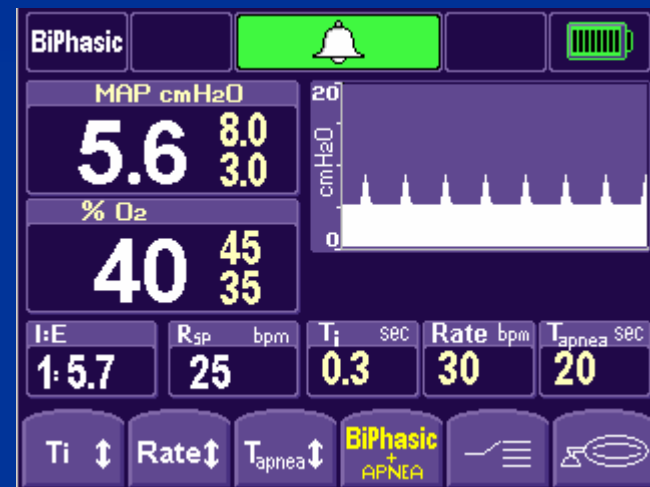 BiPhasic
MAP cmH2O
5.6
8.0
3.0
20
cmH2O
0
% O2
40
45
35
I:E
1:5.7
RSP bpm
25
Ti sec
0.3
Rate bpm
30
Tapnea sec
20
Ti
Rate
Tapnea
BiPhasic
+
APNEA